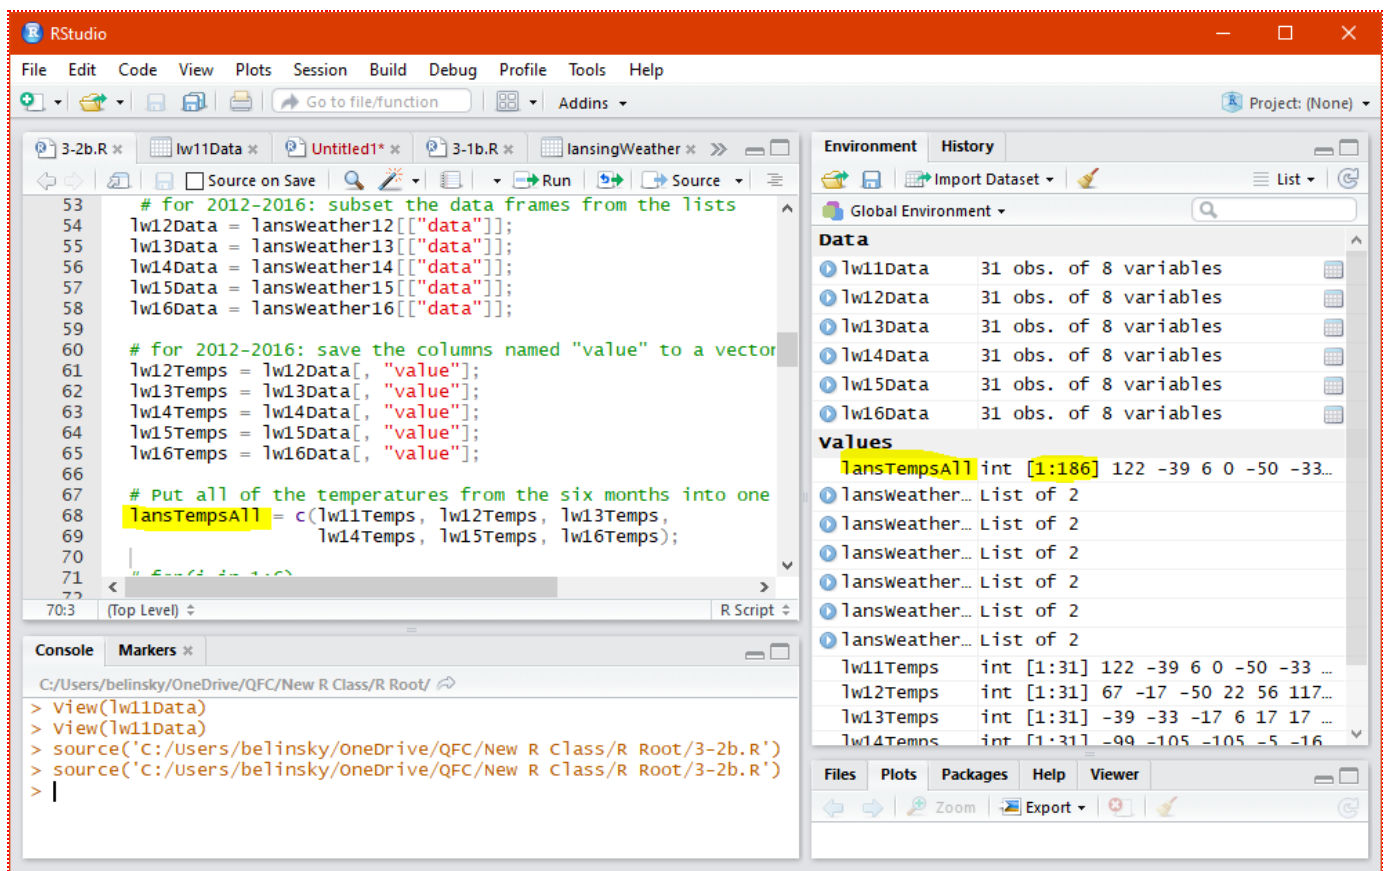 RStudio
File Edit Code View Plots Session Build Debug Profile Tools Help
Go to file/function Addins Project: (None)
3-2b.R lw11Data Untitled1* 3-1b.R lansingWeather
Source on Save Run Source
53 # for 2012-2016: subset the data frames from the lists
54 lw12Data = lansWeather12[["data"]];
55 lw13Data = lansWeather13[["data"]];
56 lw14Data = lansWeather14[["data"]];
57 lw15Data = lansWeather15[["data"]];
58 lw16Data = lansWeather16[["data"]];
59
60 # for 2012-2016: save the columns named "value" to a vector
61 lw12Temps = lw12Data[, "value"];
62 lw13Temps = lw13Data[, "value"];
63 lw14Temps = lw14Data[, "value"];
64 lw15Temps = lw15Data[, "value"];
65 lw16Temps = lw16Data[, "value"];
66
67 # Put all of the temperatures from the six months into one
68 lansTempsAll = c(lw11Temps, lw12Temps, lw13Temps,
69 lw14Temps, lw15Temps, lw16Temps);
70
71
72
70:3 (Top Level) R Script
Console Markers
C:/Users/belinsky/OneDrive/QFC/New R Class/R Root/
> View(lw11Data)
> View(lw11Data)
> source('C:/Users/belinsky/OneDrive/QFC/New R Class/R Root/3-2b.R')
> source('C:/Users/belinsky/OneDrive/QFC/New R Class/R Root/3-2b.R')
>
Environment History
Import Dataset List
Global Environment
Data
lw11Data 31 obs. of 8 variables
lw12Data 31 obs. of 8 variables
lw13Data 31 obs. of 8 variables
lw14Data 31 obs. of 8 variables
lw15Data 31 obs. of 8 variables
lw16Data 31 obs. of 8 variables
Values
lansTempsAll int [1:186] 122 -39 6 0 -50 -33…
lansWeather… List of 2
lansWeather… List of 2
lansWeather… List of 2
lansWeather… List of 2
lansWeather… List of 2
lansWeather… List of 2
lw11Temps int [1:31] 122 -39 6 0 -50 -33 …
lw12Temps int [1:31] 67 -17 -50 22 56 117…
lw13Temps int [1:31] -39 -33 -17 6 17 17 …
lw14Temps int [1:31] -99 -105 -105 -5 -16
Files Plots Packages Help Viewer
Zoom Export